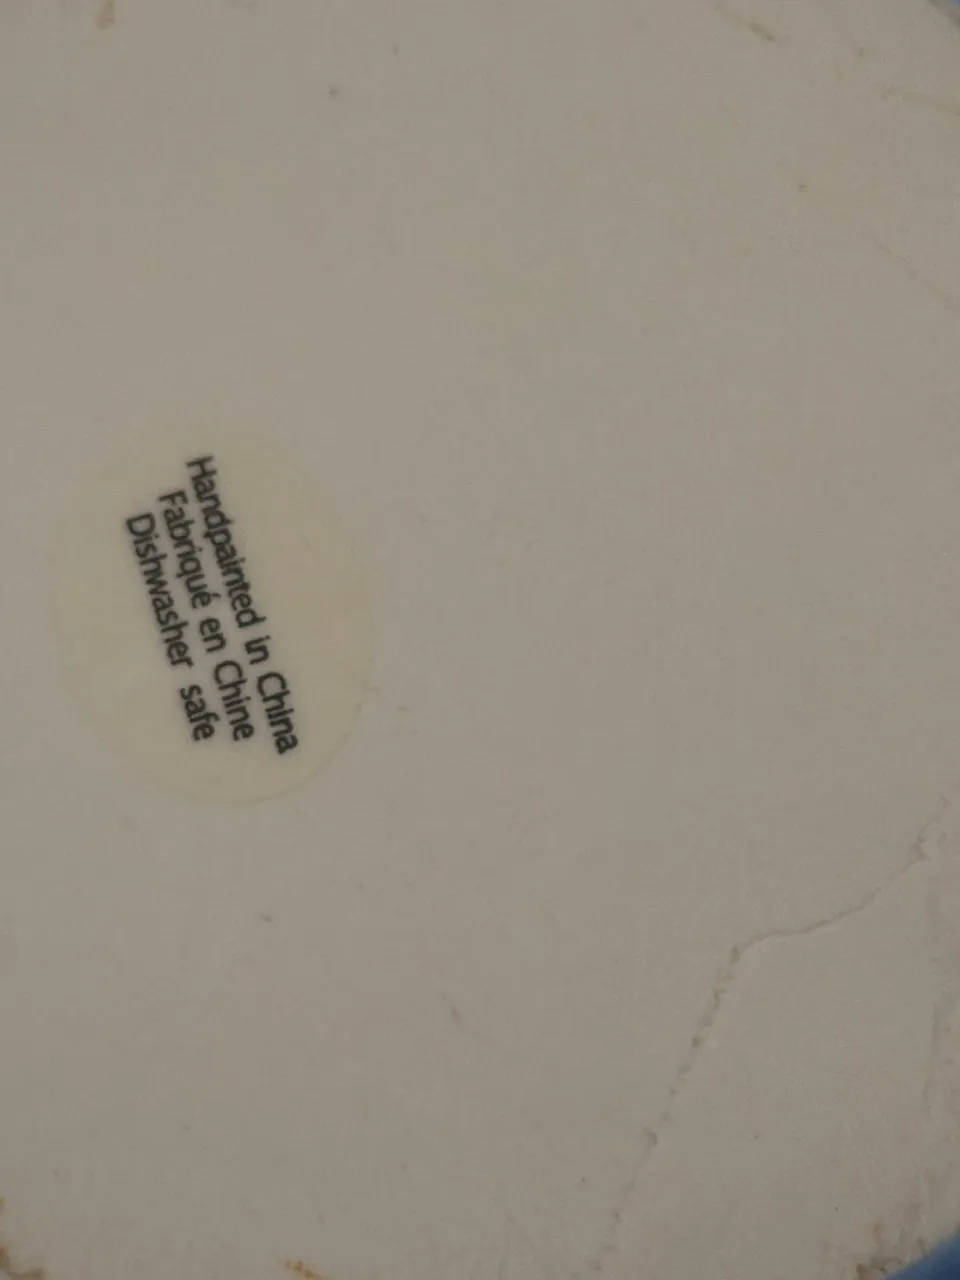 Handpainted in China
Fabriqué en Chine
Dishwasher safe